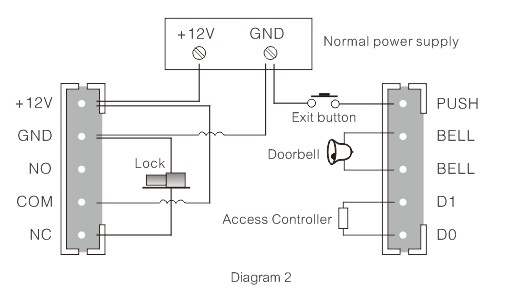 +12V
GND
Normal power supply
+12V
GND
NO
COM
NC
Lock
Exit button
Doorbell
Access Controller
PUSH
BELL
BELL
D1
D0
Diagram 2